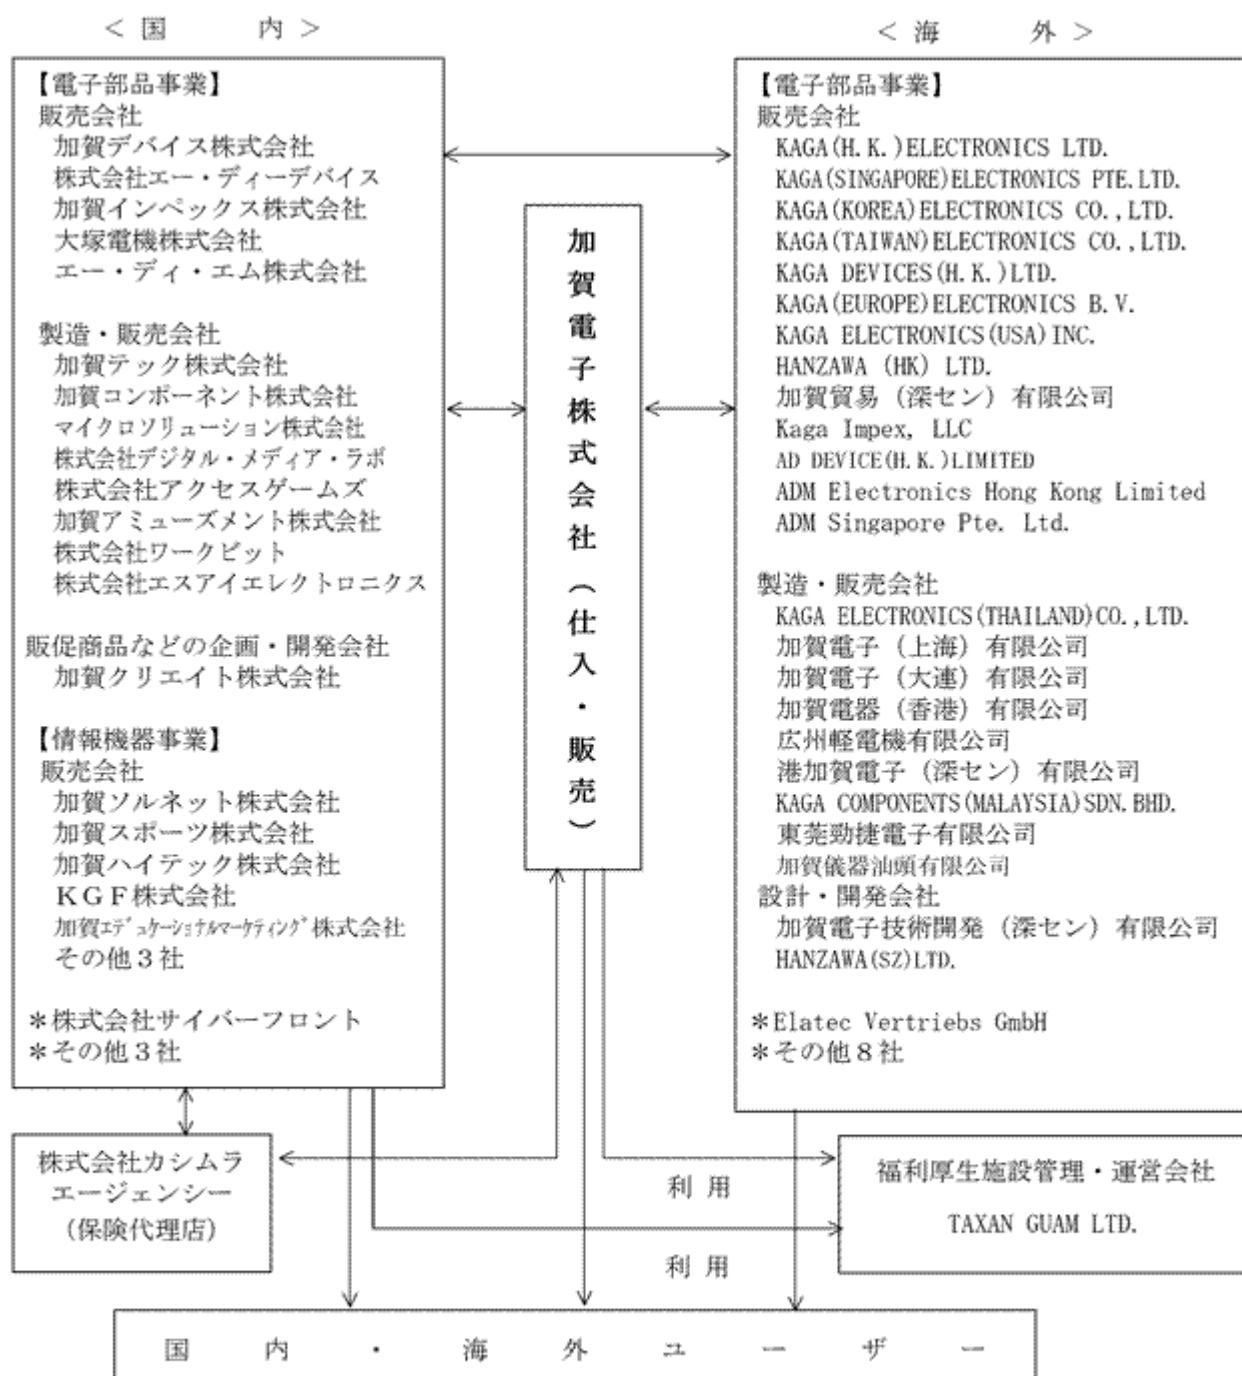 ＜国　　内＞
【電子部品事業】
販売会社
加賀デバイス株式会社
株式会社エー・ディーデバイス
加賀インペックス株式会社
大塚電機株式会社
エー・ディ・エム株式会社
製造・販売会社
加賀テック株式会社
加賀コンポーネント株式会社
マイクロソリューション株式会社
株式会社デジタル・メディア・ラボ
株式会社アクセスゲームズ
加賀アミューズメント株式会社
株式会社ワークビット
株式会社エスアイエレクトロニクス
販促商品などの企画・開発会社
加賀クリエイト株式会社
【情報機器事業】
販売会社
加賀ソルネット株式会社
加賀スポーツ株式会社
加賀ハイテック株式会社
ＫＧＦ株式会社
加賀ｴﾃﾞｭｹｰｼｮﾅﾙﾏｰｹﾃｨﾝｸﾞ株式会社
その他３社
＊株式会社サイバーフロント
＊その他３社
加賀電子株式会社（仕入・販売）
＜海　　外＞
【電子部品事業】
販売会社
KAGA(H.K.)ELECTRONICS LTD.
KAGA(SINGAPORE)ELECTRONICS PTE.LTD.
KAGA(KOREA)ELECTRONICS CO.,LTD.
KAGA(TAIWAN)ELECTRONICS CO.,LTD.
KAGA DEVICES(H.K.)LTD.
KAGA(EUROPE)ELECTRONICS B.V.
KAGA ELECTRONICS(USA)INC.
HANZAWA (HK) LTD.
加賀貿易（深セン）有限公司
Kaga Impex, LLC
AD DEVICE(H.K.)LIMITED
ADM Electronics Hong Kong Limited
ADM Singapore Pte. Ltd.
製造・販売会社
KAGA ELECTRONICS(THAILAND)CO.,LTD.
加賀電子（上海）有限公司
加賀電子（大連）有限公司
加賀電器（香港）有限公司
広州軽電機有限公司
港加賀電子（深セン）有限公司
KAGA COMPONENTS(MALAYSIA)SDN.BHD.
東莞勁捷電子有限公司
加賀儀器汕頭有限公司
設計・開発会社
加賀電子技術開発（深セン）有限公司
HANZAWA(SZ)LTD.
＊Elatec Vertriebs GmbH
＊その他８社
株式会社カシムラ
エージェンシー
（保険代理店）
利用
利用
福利厚生施設管理・運営会社
TAXAN GUAM LTD.
国内・海外ユーザー